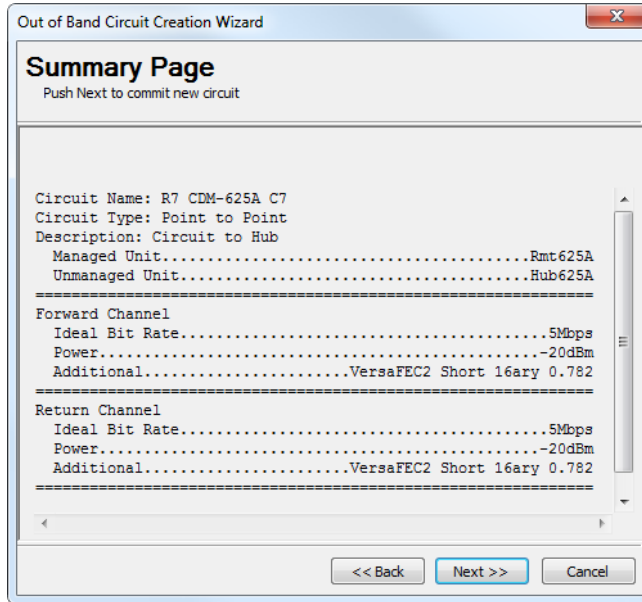 Out of Band Circuit Creation Wizard
Summary Page
Push Next to commit new circuit
Circuit Name: R7 CDM-625A C7
Circuit Type: Point to Point
Description: Circuit to Hub
Managed Unit..........................................Rmt625A
Unmanaged Unit........................................Hub625A
==============================================================
Forward Channel
Ideal Bit Rate.........................................5Mbps
Power.................................................-20dBm
Additional.......................VersaFEC2 Short 16ary 0.782
==============================================================
Return Channel
Ideal Bit Rate.........................................5Mbps
Power.................................................-20dBm
Additional.......................VersaFEC2 Short 16ary 0.782
==============================================================
<< Back Next >> Cancel